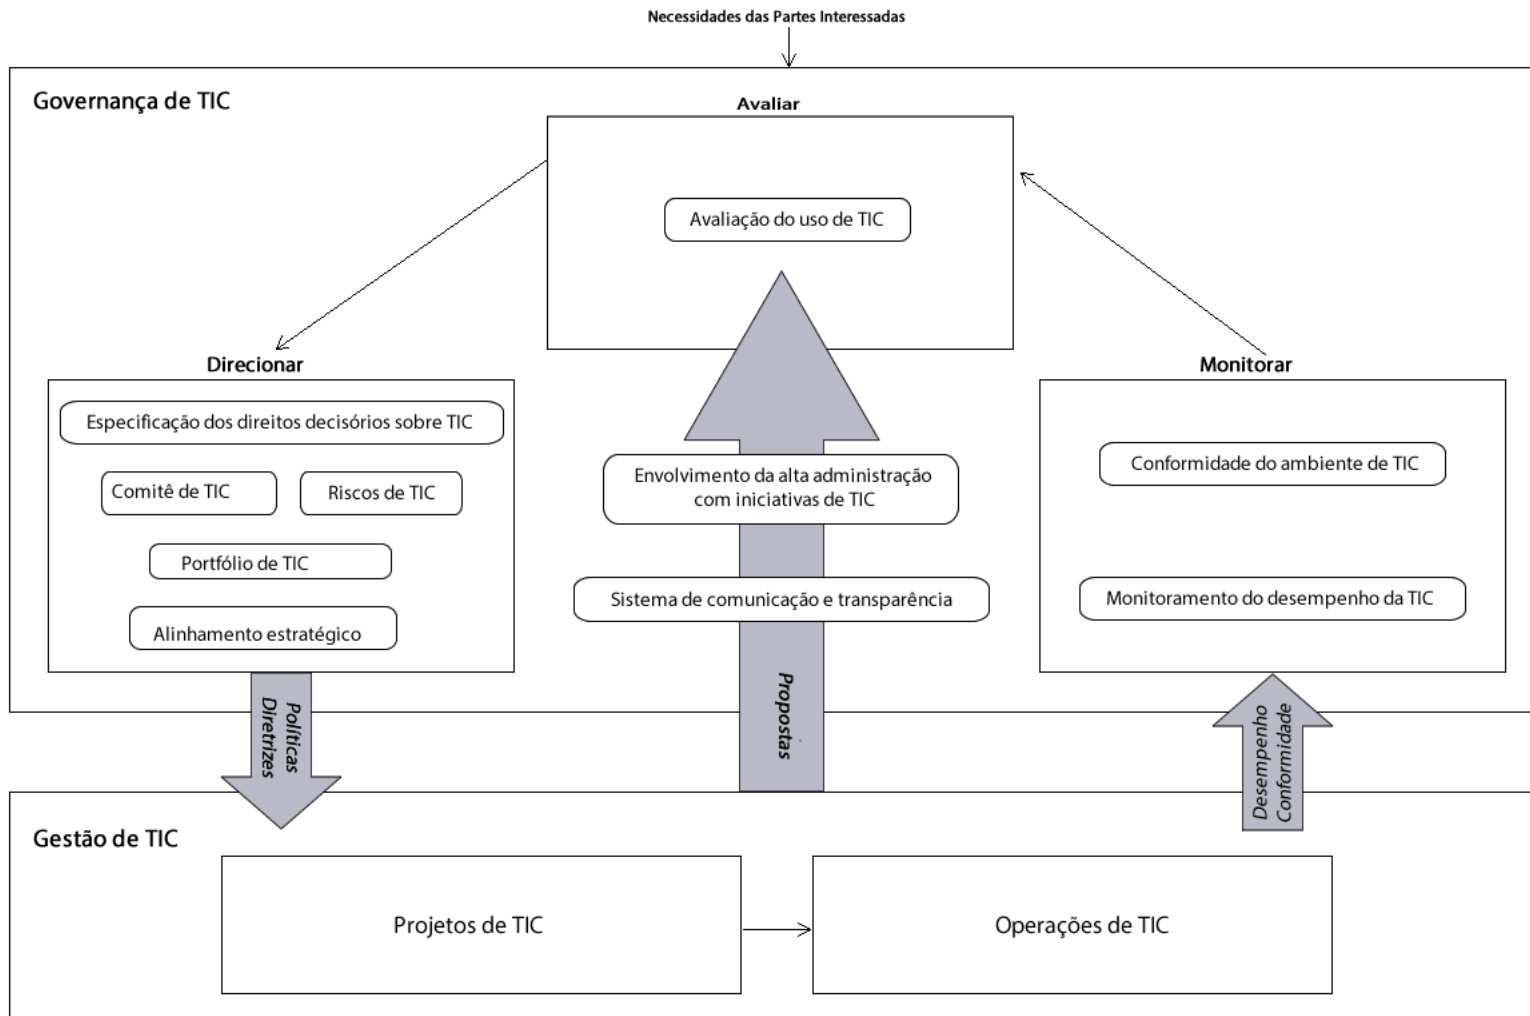 Necessidades das Partes Interessadas
Governança de TIC
Avaliar
Avaliação do uso de TIC
Direcionar
Especificação dos direitos decisórios sobre TIC
Comitê de TIC
Riscos de TIC
Portfólio de TIC
Alinhamento estratégico
Envolvimento da alta administração
com iniciativas de TIC
Sistema de comunicação e transparência
Monitorar
Conformidade do ambiente de TIC
Monitoramento do desempenho da TIC
Políticas
Diretrizes
Propostas
Desempenho
Conformidade
Gestão de TIC
Projetos de TIC
Operações de TIC